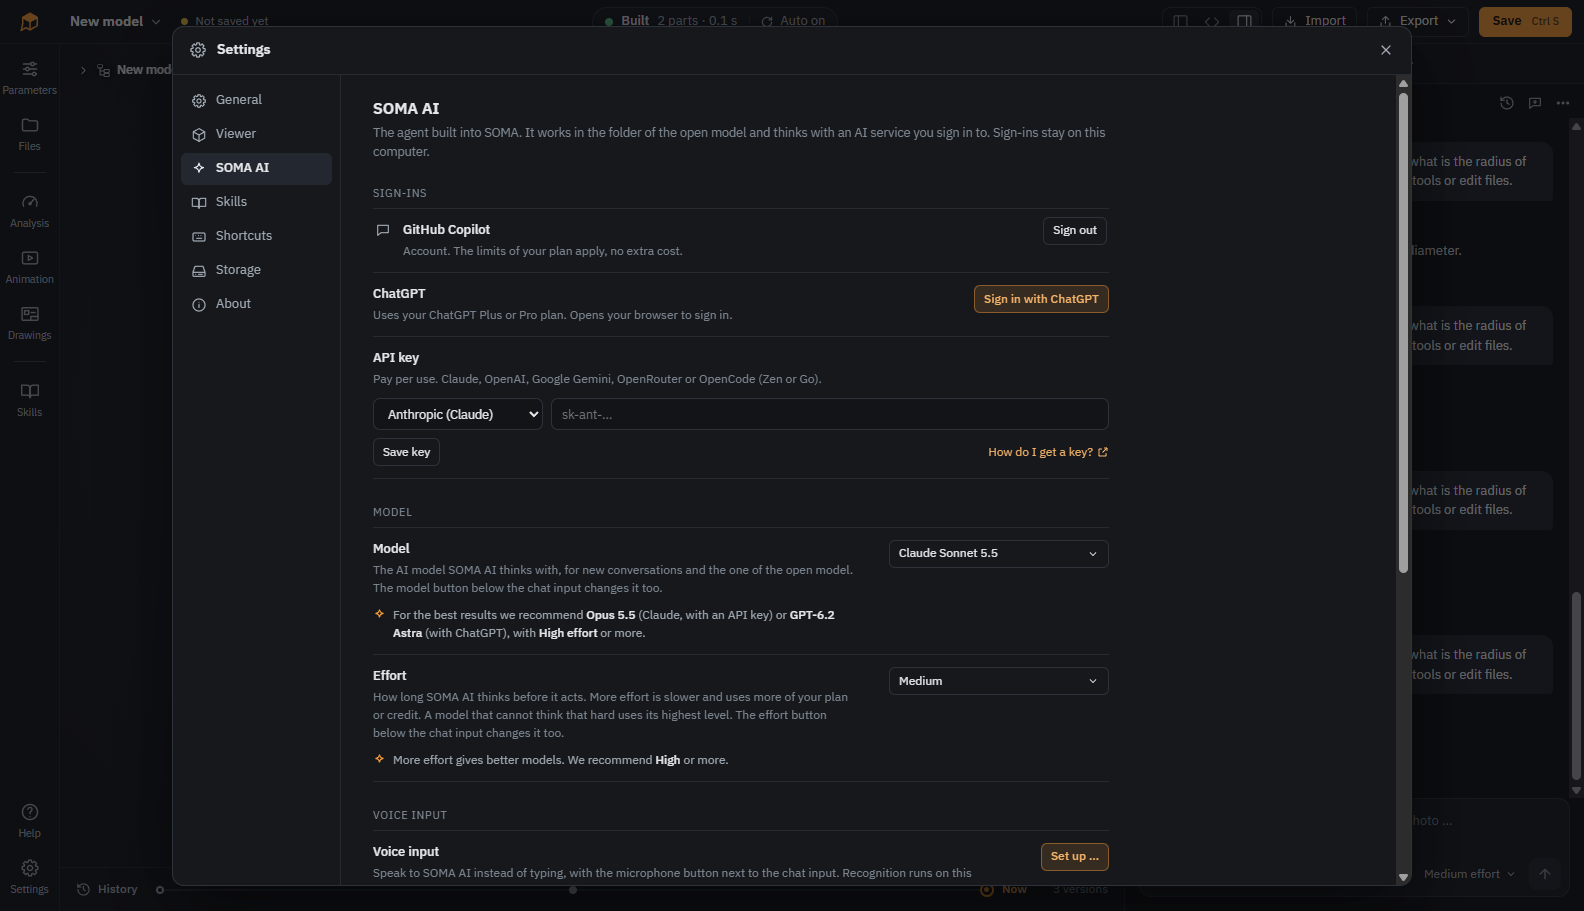 New model
Not saved yet
Built 2 parts · 0.1 s
Auto on
Import
Export
Save Ctrl S
Settings
Parameters
Files
Analysis
Animation
Drawings
Skills
Help
Settings
New mod
General
Viewer
SOMA AI
Skills
Shortcuts
Storage
About
SOMA AI
The agent built into SOMA. It works in the folder of the open model and thinks with an AI service you sign in to. Sign-ins stay on this
computer.
SIGN-INS
GitHub Copilot
Account. The limits of your plan apply, no extra cost.
Sign out
ChatGPT
Uses your ChatGPT Plus or Pro plan. Opens your browser to sign in.
Sign in with ChatGPT
API key
Pay per use. Claude, OpenAI, Google Gemini, OpenRouter or OpenCode (Zen or Go).
Anthropic (Claude)
sk-ant-...
Save key
How do I get a key?
MODEL
Model
The AI model SOMA AI thinks with, for new conversations and the one of the open model.
The model button below the chat input changes it too.
Claude Sonnet 5.5
For the best results we recommend Opus 5.5 (Claude, with an API key) or GPT-6.2
Astra (with ChatGPT), with High effort or more.
Effort
How long SOMA AI thinks before it acts. More effort is slower and uses more of your plan
or credit. A model that cannot think that hard uses its highest level. The effort button
below the chat input changes it too.
Medium
More effort gives better models. We recommend High or more.
VOICE INPUT
Voice input
Speak to SOMA AI instead of typing, with the microphone button next to the chat input. Recognition runs on this
Set up ...
what is the radius of
tools or edit files.
diameter.
what is the radius of
tools or edit files.
what is the radius of
tools or edit files.
what is the radius of
tools or edit files.
hoto ...
Medium effort
History
Now
3 versions